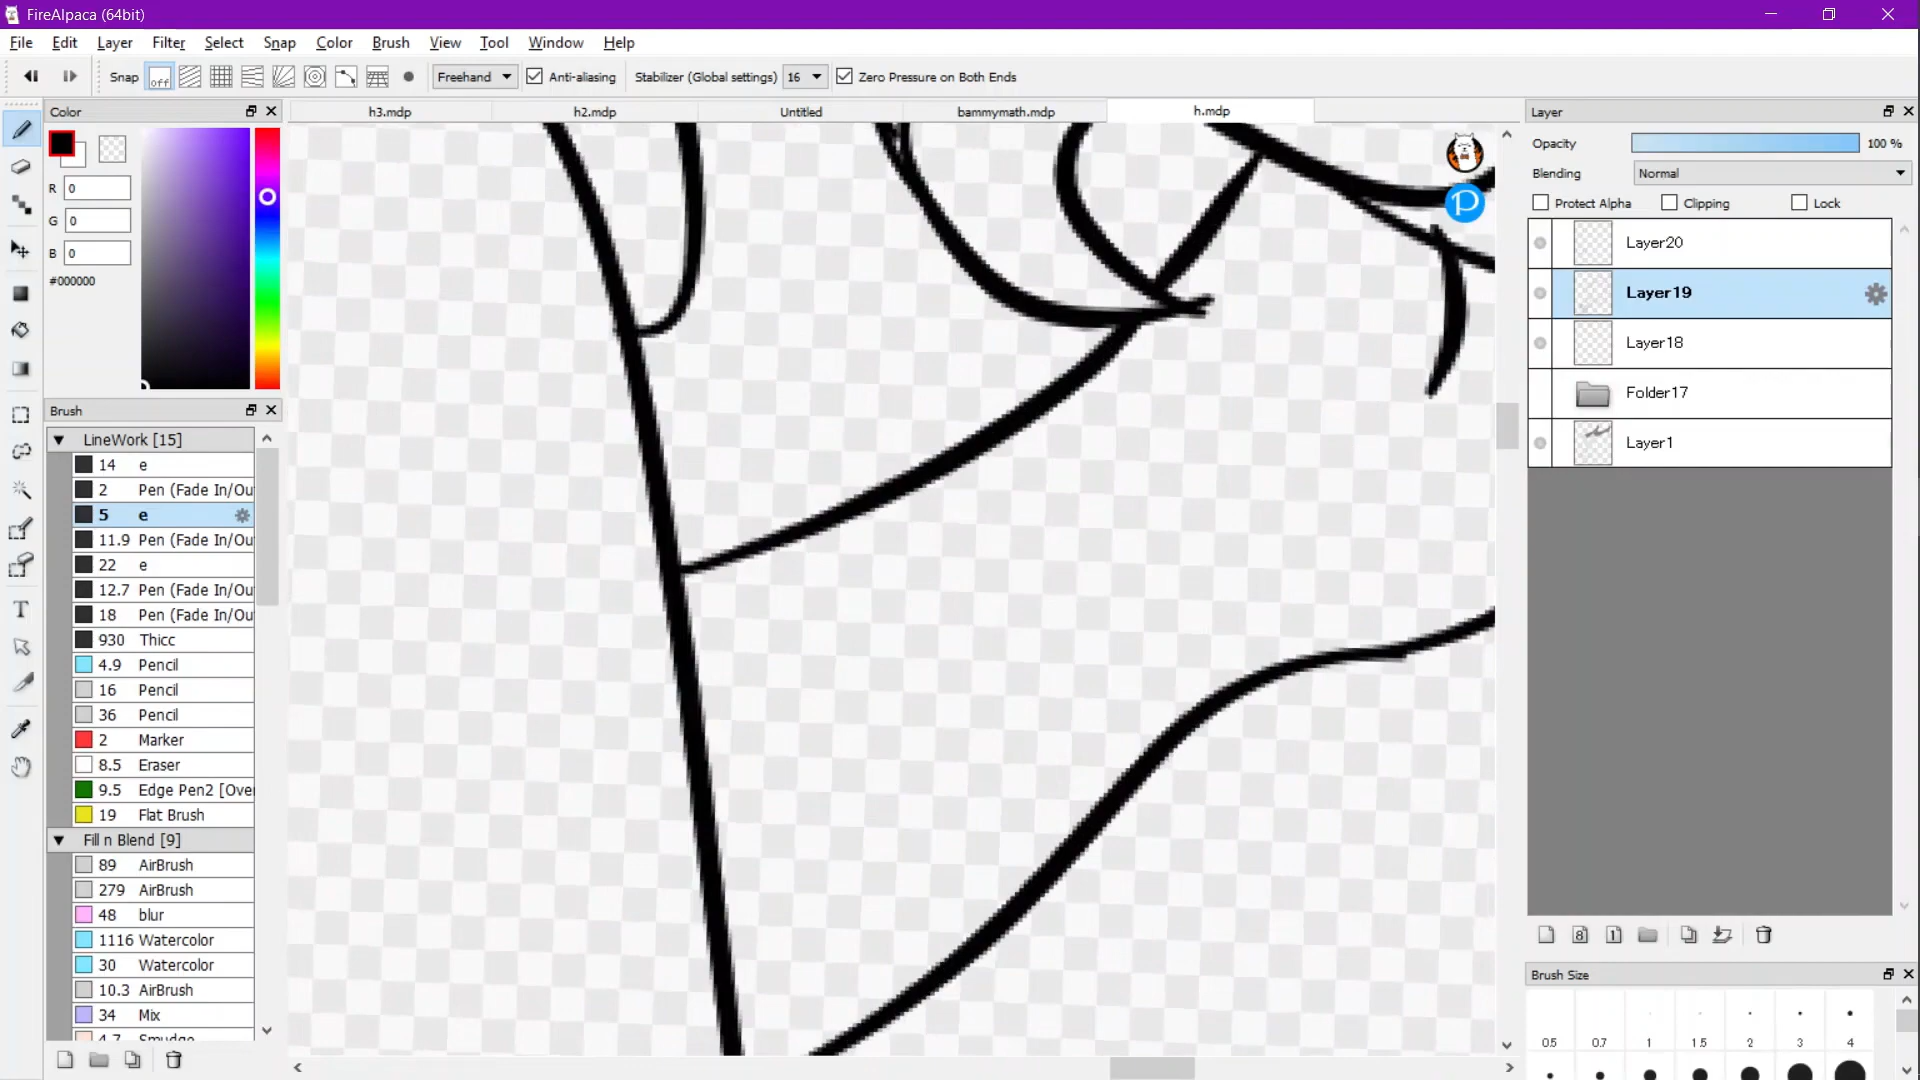 FireAlpaca (64bit)
File Edit Layer Filter Select Snap Color Brush View Tool Window Help
Snap off Freehand Anti-aliasing Stabilizer (Global settings) 16 Zero Pressure on Both Ends
Color
R 0
G 0
B 0
#000000
Brush
LineWork [15]
14 e
2 Pen (Fade In/Ou
5 e
11.9 Pen (Fade In/Ou
22 e
12.7 Pen (Fade In/Ou
18 Pen (Fade In/Ou
930 Thicc
4.9 Pencil
16 Pencil
36 Pencil
2 Marker
8.5 Eraser
9.5 Edge Pen2 [Ove
19 Flat Brush
Fill n Blend [9]
89 AirBrush
279 AirBrush
48 blur
1116 Watercolor
30 Watercolor
10.3 AirBrush
34 Mix
4.7 Smudge
h3.mdp h2.mdp Untitled bammymath.mdp h.mdp
P
Layer
Opacity 100 %
Blending Normal
Protect Alpha Clipping Lock
Layer20
Layer19
Layer18
Folder17
Layer1
8 1
Brush Size
0.5 0.7 1 1.5 2 3 4